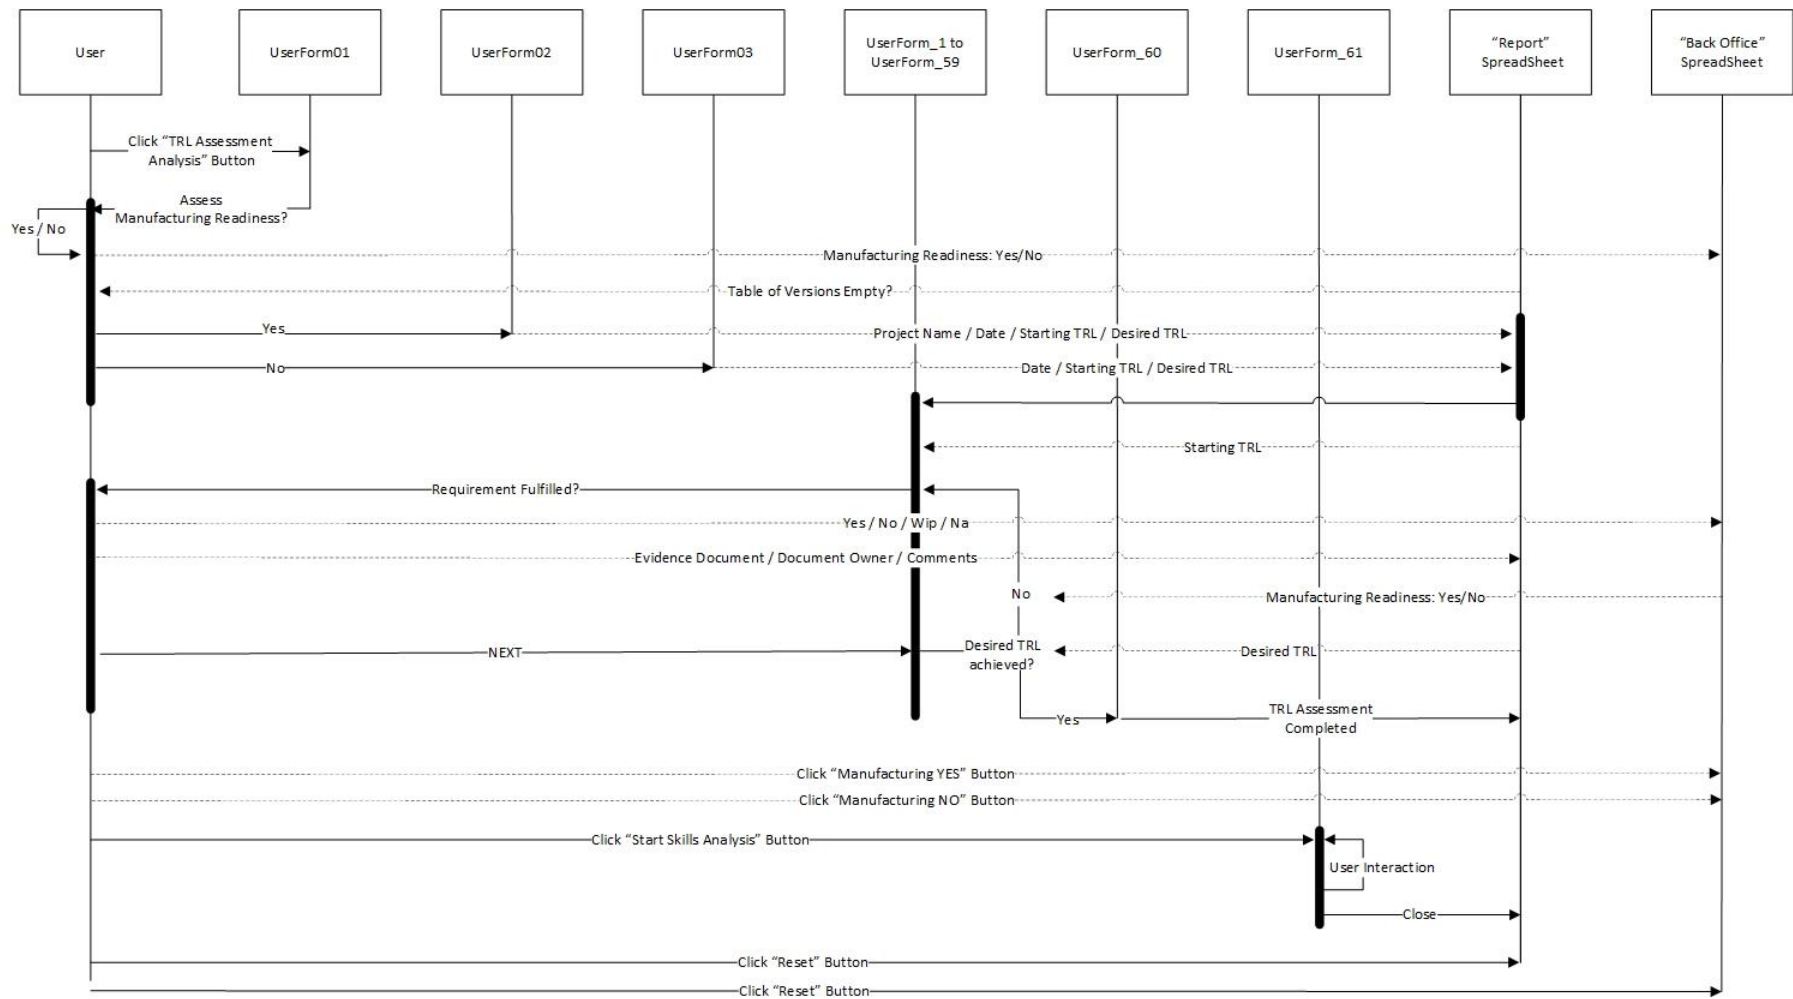 User
UserForm01
UserForm02
UserForm03
UserForm_1 to
UserForm_59
UserForm_60
UserForm_61
“Report”
SpreadSheet
“Back Office”
SpreadSheet
Click “TRL Assessment
Analysis” Button
Assess
Manufacturing Readiness?
Yes / No
Manufacturing Readiness: Yes/No
Table of Versions Empty?
Yes
Project Name / Date / Starting TRL / Desired TRL
No
Date / Starting TRL / Desired TRL
Starting TRL
Requirement Fulfilled?
Yes / No / Wip / Na
Evidence Document / Document Owner / Comments
No
Manufacturing Readiness: Yes/No
NEXT
Desired TRL
achieved?
Desired TRL
Yes
TRL Assessment
Completed
Click “Manufacturing YES” Button
Click “Manufacturing NO” Button
Click “Start Skills Analysis” Button
User Interaction
Close
Click “Reset” Button
Click “Reset” Button